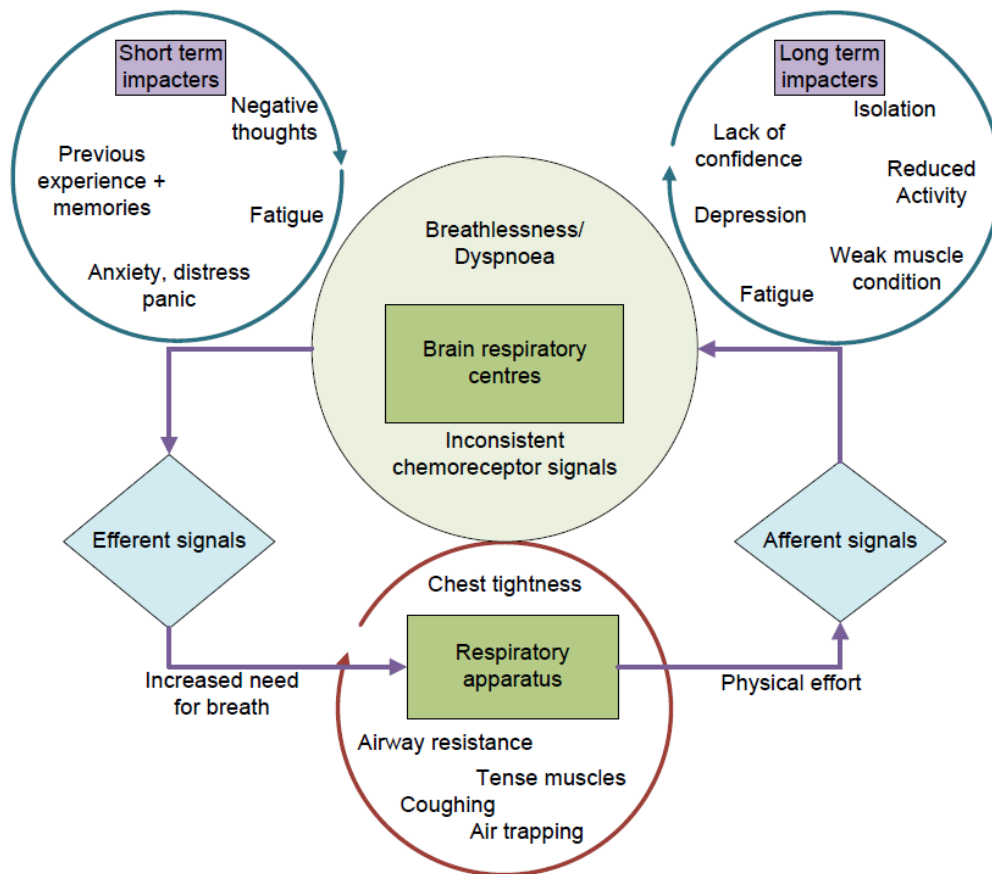 Short term
impacters
Negative
thoughts
Previous
experience +
memories
Fatigue
Anxiety, distress
panic
Long term
impacters
Isolation
Lack of
confidence
Reduced
Activity
Depression
Weak muscle
condition
Fatigue
Breathlessness/
Dyspnoea
Brain respiratory
centres
Inconsistent
chemoreceptor signals
Efferent signals
Afferent signals
Chest tightness
Respiratory
apparatus
Increased need
for breath
Physical effort
Airway resistance
Tense muscles
Coughing
Air trapping